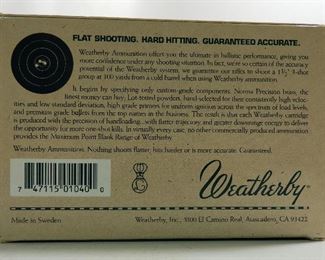 FLAT SHOOTING. HARD HITTING. GUARANTEED ACCURATE.
Weatherby Ammunition offers you the ultimate in ballistic performance, giving you
more confidence under any shooting situation. In fact, we're so certain of the accuracy
potential of the Weatherby system, we guarantee our rifles to shoot a 1½" 3-shot
group at 100 yards from a cold barrel when using Weatherby ammunition.
It begins by specifying only custom-grade components. Norma Precision brass, the
finest money can buy. Lot-tested powders, hand-selected for their consistently high veloc-
ities and low standard deviation, high grade primers for uniform ignition across the spectrum of load levels,
and premium grade bullets from the top names in the business. The result is that each Weatherby cartridge
is produced with the precision of handloading...with flatter trajectory and greater downrange energy to deliver
the opportunity for more one-shot kills. In virtually every case, no other commercially produced ammunition
provides the Maximum Point Blank Range of Weatherby.
Weatherby Ammunition. Nothing shoots flatter, hits harder or is more accurate. Guaranteed.
7 47115 01040 0
Weatherby®
Made in Sweden
Weatherby, Inc., 3100 El Camino Real, Atascadero, CA 93422